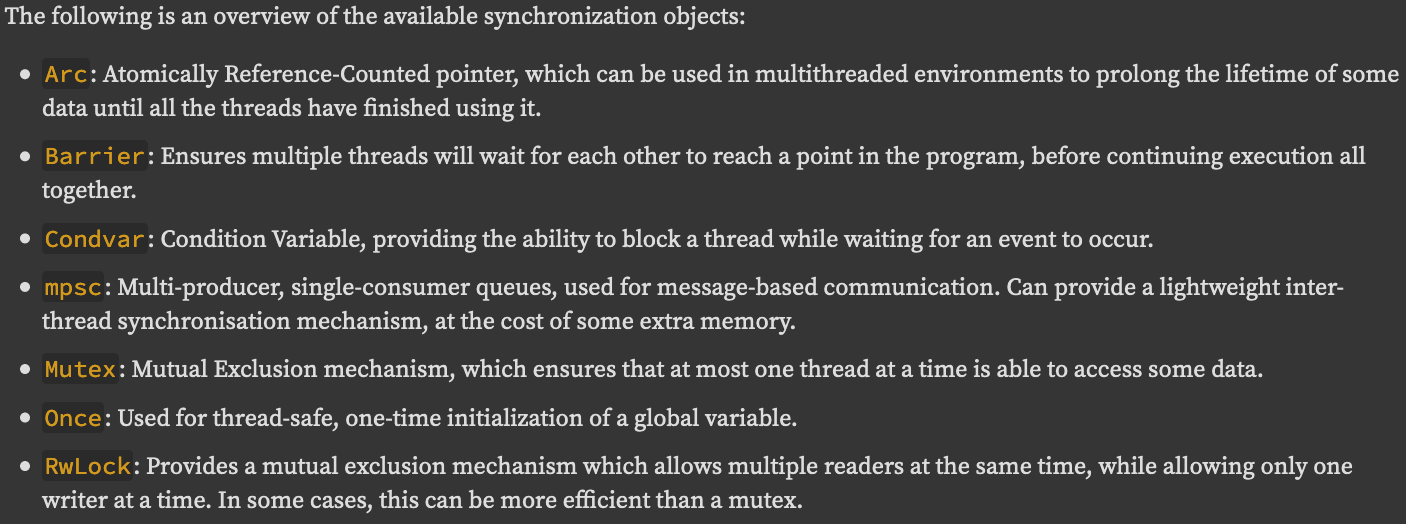 The following is an overview of the available synchronization objects:
• Arc: Atomically Reference-Counted pointer, which can be used in multithreaded environments to prolong the lifetime of some
data until all the threads have finished using it.
• Barrier: Ensures multiple threads will wait for each other to reach a point in the program, before continuing execution all
together.
• Condvar: Condition Variable, providing the ability to block a thread while waiting for an event to occur.
• mpsc: Multi-producer, single-consumer queues, used for message-based communication. Can provide a lightweight inter-
thread synchronisation mechanism, at the cost of some extra memory.
• Mutex: Mutual Exclusion mechanism, which ensures that at most one thread at a time is able to access some data.
• Once: Used for thread-safe, one-time initialization of a global variable.
• RwLock: Provides a mutual exclusion mechanism which allows multiple readers at the same time, while allowing only one
writer at a time. In some cases, this can be more efficient than a mutex.